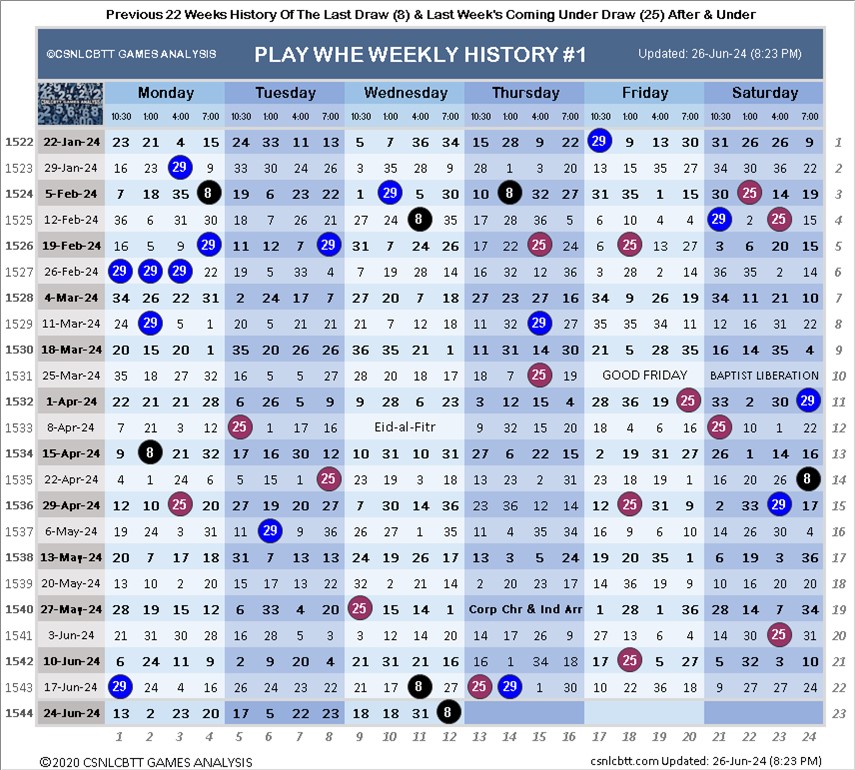 Previous 22 Weeks History Of The Last Draw (8) & Last Week's Coming Under Draw (25) After & Under
©CSNLCBTT GAMES ANALYSIS PLAY WHE WEEKLY HISTORY #1 Updated: 26-Jun-24 (8:23 PM)
CSNLCBTT GAMES ANALYSIS Monday Tuesday Wednesday Thursday Friday Saturday
10:30 1:00 4:00 7:00 10:30 1:00 4:00 7:00 10:30 1:00 4:00 7:00 10:30 1:00 4:00 7:00 10:30 1:00 4:00 7:00 10:30 1:00 4:00 7:00
1522 22-Jan-24 23 21 4 15 24 33 11 13 5 7 36 34 15 28 9 22 29 9 13 30 31 26 26 9 1
1523 29-Jan-24 16 23 29 9 33 30 24 26 3 35 28 9 28 1 3 20 13 15 35 27 34 30 36 22 2
1524 5-Feb-24 7 18 35 8 19 6 23 22 1 29 5 30 10 8 32 27 31 35 1 15 30 25 14 19 3
1525 12-Feb-24 36 6 31 30 18 7 26 21 27 24 8 35 17 28 36 5 6 10 4 4 29 2 25 15 4
1526 19-Feb-24 16 5 9 29 11 12 7 29 31 7 24 26 17 22 25 24 6 25 13 27 3 6 20 15 5
1527 26-Feb-24 29 29 29 22 19 5 33 4 7 19 28 14 16 32 12 36 3 28 2 14 36 35 2 14 6
1528 4-Mar-24 34 26 22 31 2 24 17 7 27 20 7 18 27 23 27 16 34 9 26 19 34 11 21 10 7
1529 11-Mar-24 24 29 5 1 20 5 21 21 21 7 12 18 11 32 29 27 35 35 34 11 12 16 31 22 8
1530 18-Mar-24 20 15 20 1 35 20 26 26 36 35 21 1 11 31 14 30 21 5 28 35 16 14 35 4 9
1531 25-Mar-24 35 18 27 32 16 5 5 27 28 20 18 17 18 7 25 19 GOOD FRIDAY BAPTIST LIBERATION 10
1532 1-Apr-24 22 21 21 28 6 26 5 9 9 28 6 23 3 12 15 4 28 36 19 25 33 2 30 29 11
1533 8-Apr-24 7 21 3 12 25 1 17 16 Eid-al-Fitr 9 32 15 20 18 4 6 16 25 10 1 22 12
1534 15-Apr-24 9 8 21 32 17 16 30 12 10 31 10 31 27 6 22 15 2 19 31 27 26 1 14 16 13
1535 22-Apr-24 4 1 24 6 5 15 1 25 23 19 3 18 13 23 2 3 23 18 19 1 16 20 26 8 14
1536 29-Apr-24 12 10 25 20 27 19 20 27 7 30 14 36 23 36 12 14 12 25 31 9 2 33 29 17 15
1537 6-May-24 19 24 3 31 11 29 9 36 26 27 1 35 11 4 35 34 16 9 6 10 14 26 30 4 16
1538 13-May-24 20 7 17 18 31 7 13 13 24 19 26 17 13 3 5 24 19 20 35 1 6 19 3 36 17
1539 20-May-24 13 10 2 20 15 17 13 22 32 2 21 14 2 20 23 17 14 36 19 9 10 16 20 20 18
1540 27-May-24 28 19 15 12 6 33 4 20 25 15 14 1 Corp Chr & Ind Arr 1 28 1 36 28 14 7 34 19
1541 3-Jun-24 21 31 30 28 16 28 5 3 3 12 14 20 14 17 26 9 27 13 6 4 14 30 25 31 20
1542 10-Jun-24 6 24 11 9 2 9 20 4 21 31 21 16 16 1 34 18 17 25 5 27 5 32 3 10 21
1543 17-Jun-24 29 24 4 16 26 24 23 22 21 11 8 27 25 29 1 30 10 22 36 18 9 27 27 24 22
1544 24-Jun-24 13 2 23 20 17 5 22 23 18 18 31 8 23
1 2 3 4 5 6 7 8 9 10 11 12 13 14 15 16 17 18 19 20 21 22 23 24
©2020 CSNLCBTT GAMES ANALYSIS csnlcbtt.com Updated: 26-Jun-24 (8:23 PM)